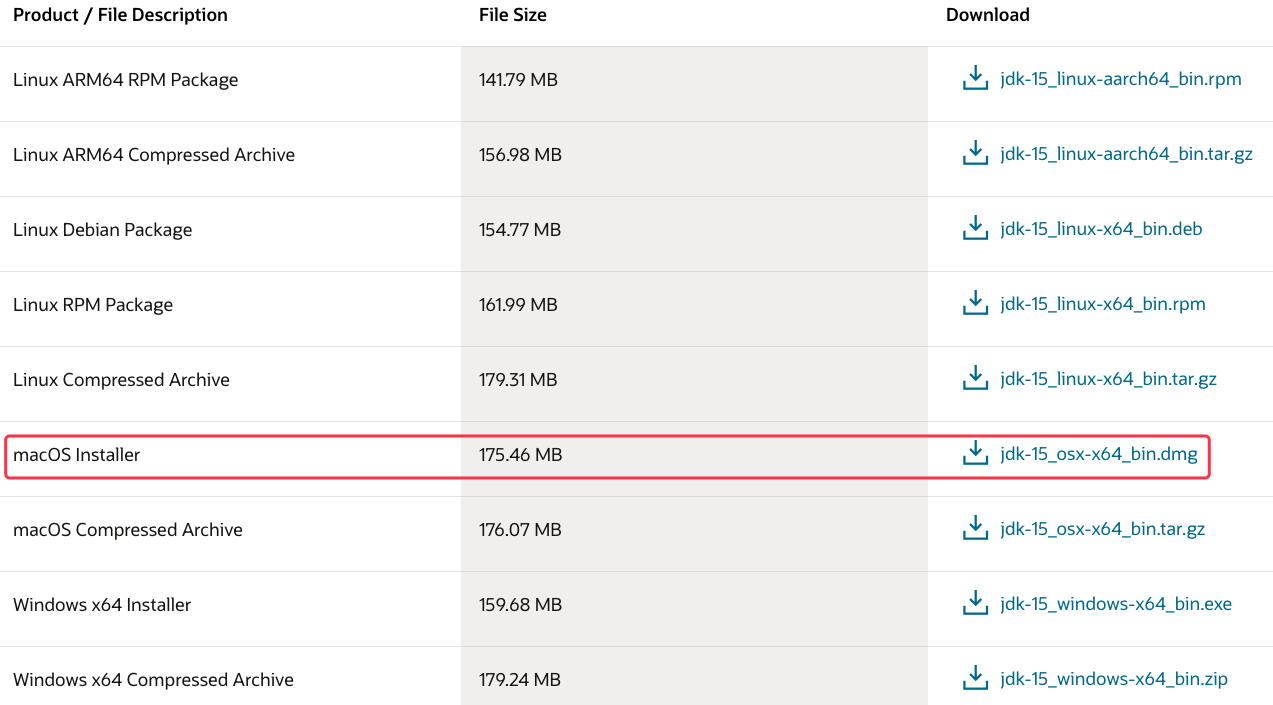 Product / File Description File Size Download
Linux ARM64 RPM Package 141.79 MB jdk-15_linux-aarch64_bin.rpm
Linux ARM64 Compressed Archive 156.98 MB jdk-15_linux-aarch64_bin.tar.gz
Linux Debian Package 154.77 MB jdk-15_linux-x64_bin.deb
Linux RPM Package 161.99 MB jdk-15_linux-x64_bin.rpm
Linux Compressed Archive 179.31 MB jdk-15_linux-x64_bin.tar.gz
macOS Installer 175.46 MB jdk-15_osx-x64_bin.dmg
macOS Compressed Archive 176.07 MB jdk-15_osx-x64_bin.tar.gz
Windows x64 Installer 159.68 MB jdk-15_windows-x64_bin.exe
Windows x64 Compressed Archive 179.24 MB jdk-15_windows-x64_bin.zip